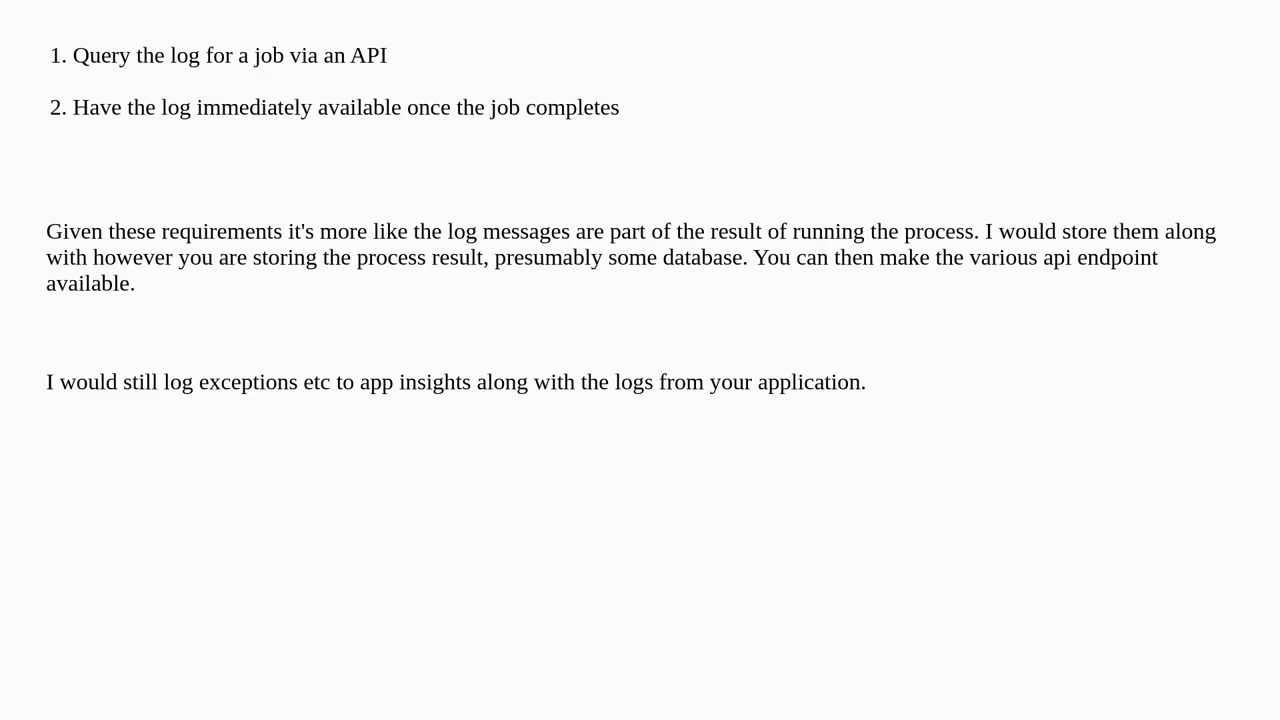 1. Query the log for a job via an API
2. Have the log immediately available once the job completes
Given these requirements it's more like the log messages are part of the result of running the process. I would store them along
with however you are storing the process result, presumably some database. You can then make the various api endpoint
available.
I would still log exceptions etc to app insights along with the logs from your application.